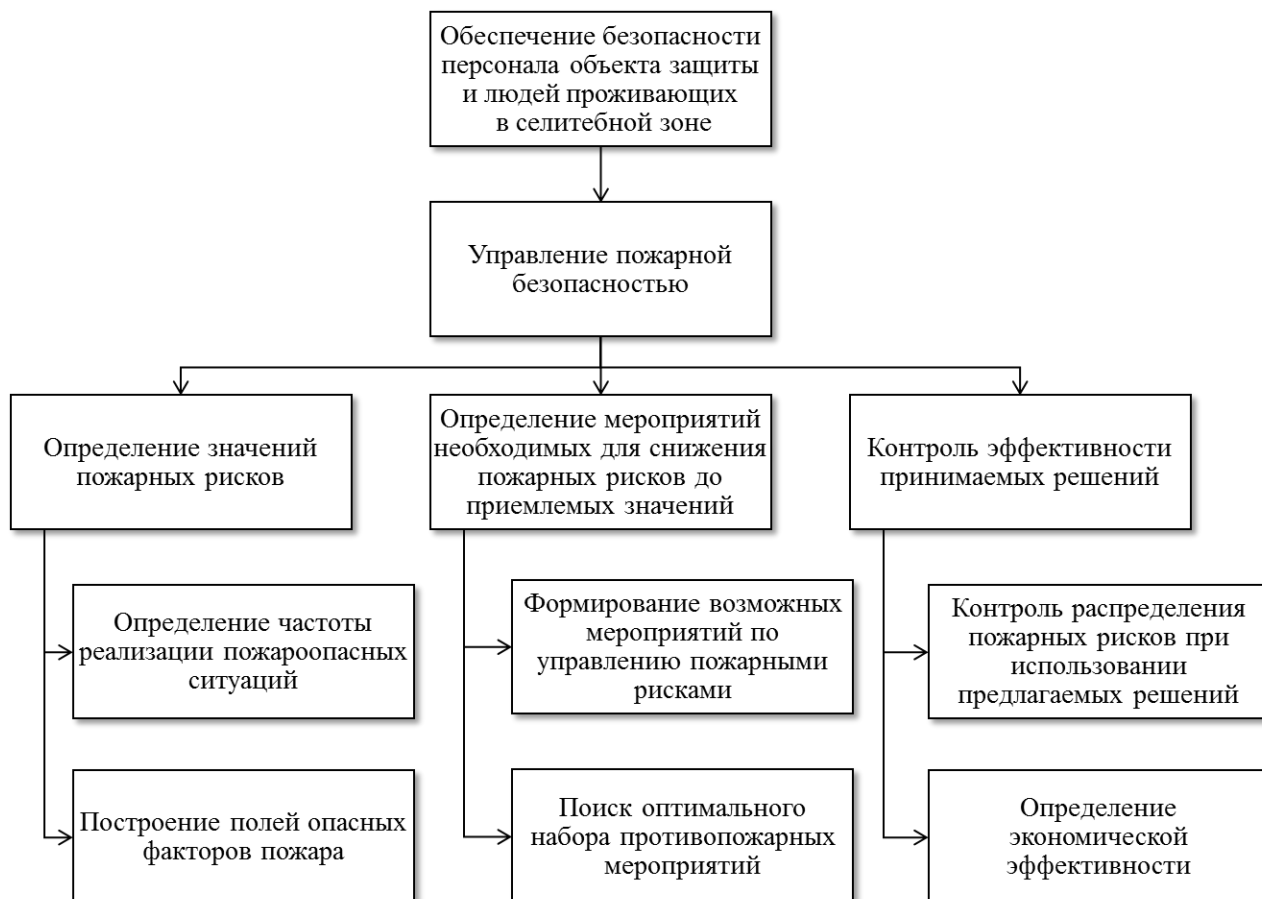 Обеспечение безопасности
персонала объекта защиты
и людей проживающих
в селитебной зоне
Управление пожарной
безопасностью
Определение значений
пожарных рисков
Определение мероприятий
необходимых для снижения
пожарных рисков до
приемлемых значений
Контроль эффективности
принимаемых решений
Определение частоты
реализации пожароопасных
ситуаций
Формирование возможных
мероприятий по
управлению пожарными
рисками
Контроль распределения
пожарных рисков при
использовании
предлагаемых решений
Построение полей опасных
факторов пожара
Поиск оптимального
набора противопожарных
мероприятий
Определение
экономической
эффективности